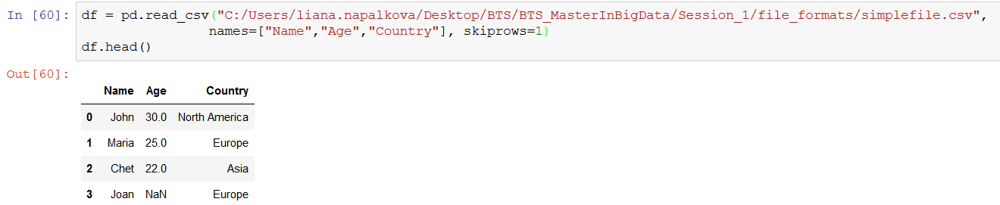 In [60]: df = pd.read_csv("C:/Users/liana.napalkova/Desktop/BTS/BTS_MasterInBigData/Session_1/file_formats/simplefile.csv",
names=["Name","Age","Country"], skiprows=1)
df.head()
Out[60]:
Name Age Country
0 John 30.0 North America
1 Maria 25.0 Europe
2 Chet 22.0 Asia
3 Joan NaN Europe